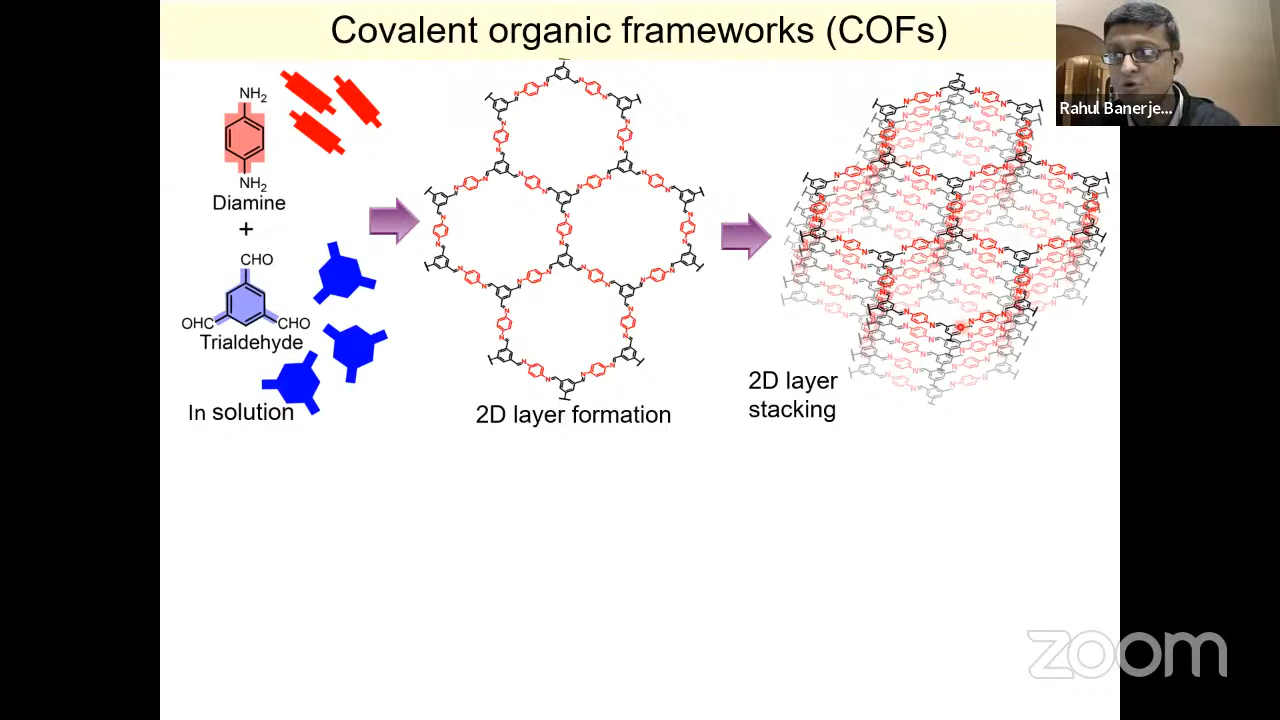 Covalent organic frameworks (COFs)
Rahul Banerje...
NH2
NH2
Diamine
+
CHO
OHC
CHO
Trialdehyde
In solution
2D layer formation
2D layer
stacking
zoom